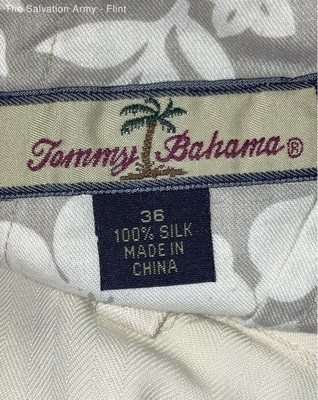 The Salvation Army - Flint
Tommy Bahama®
36
100% SILK
MADE IN
CHINA